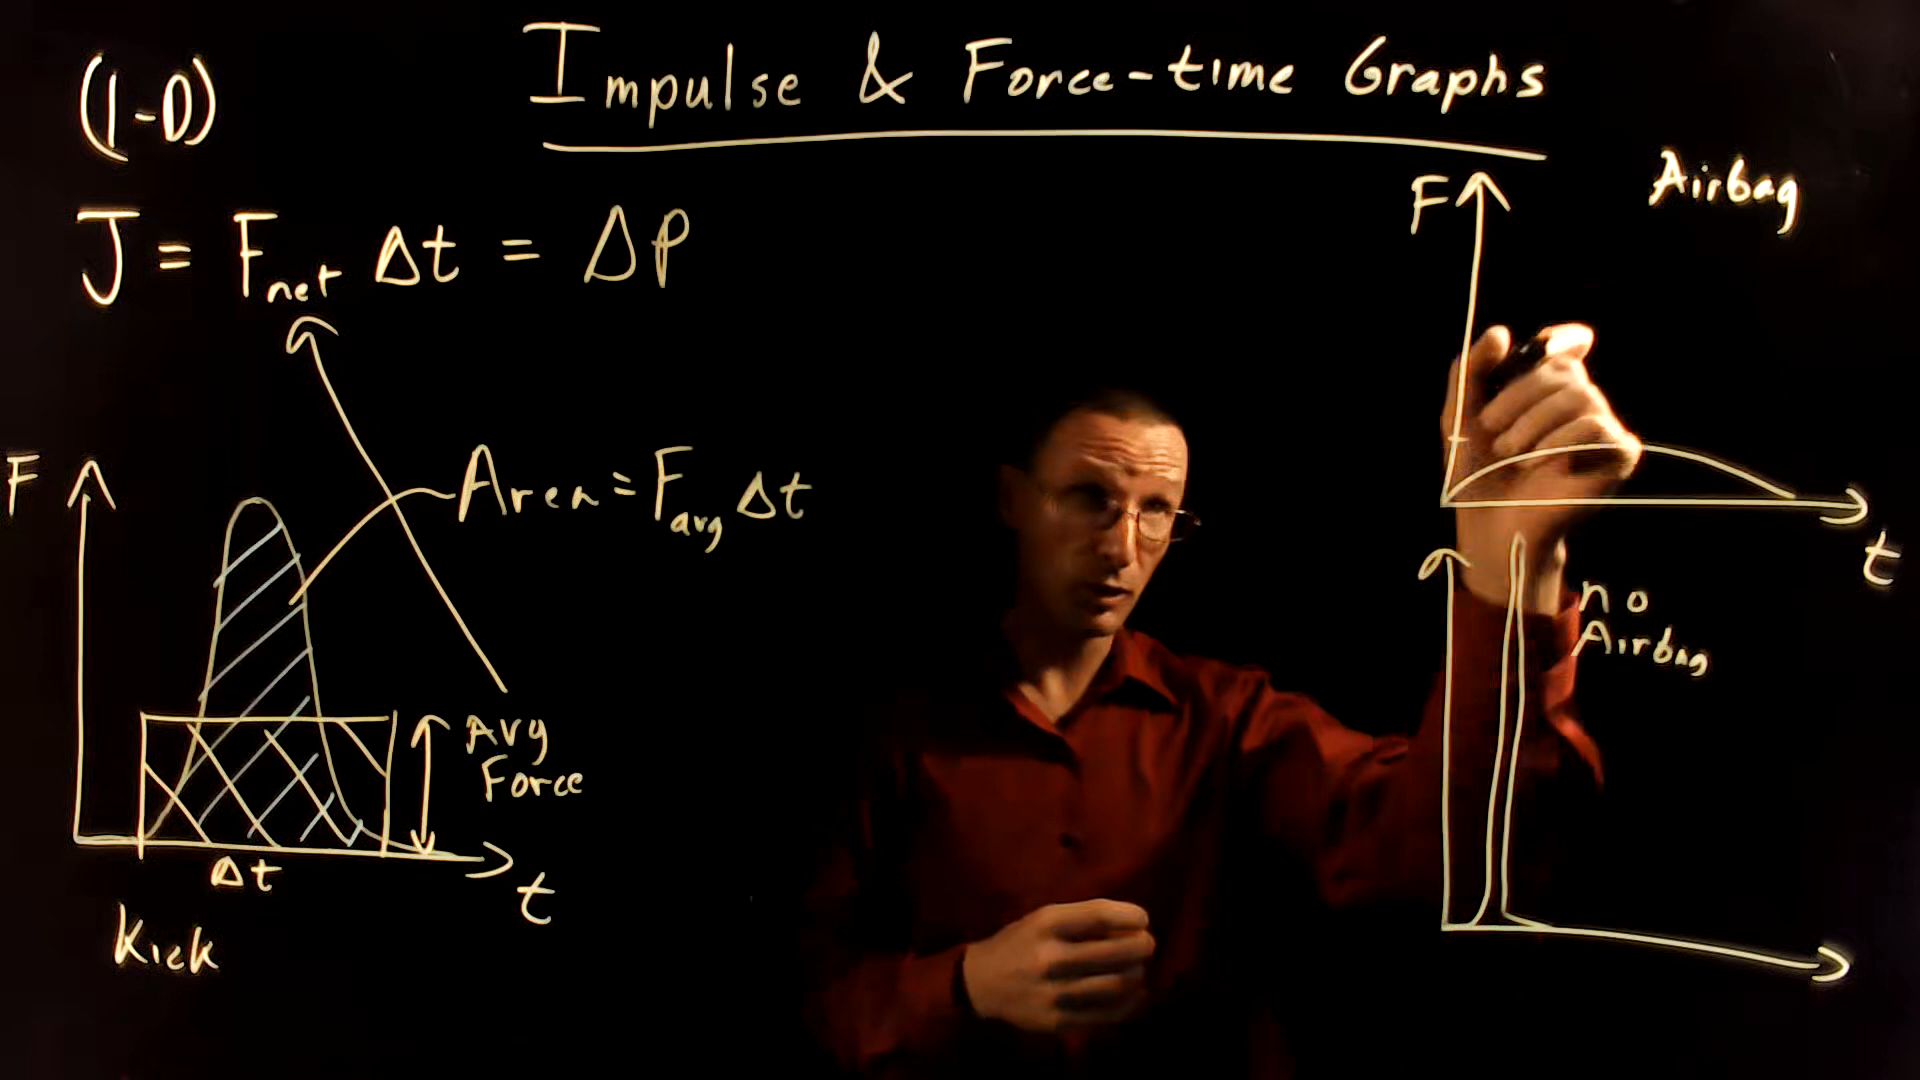 (1-D)
Impulse & Force-time Graphs
J = Fnet Δt = ΔP
F
Airbag
F
Area = Favg Δt
t
no
Airbag
Avg
Force
Δt
t
Kick